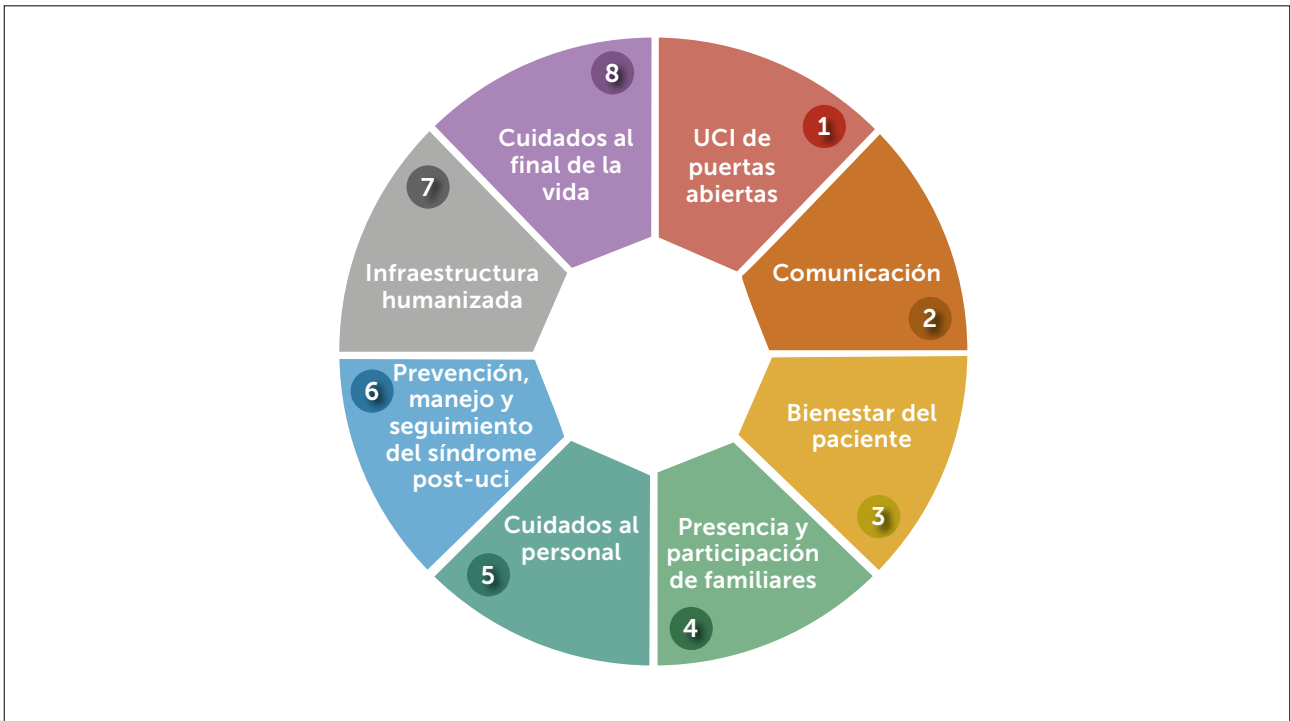 1
UCI de
puertas
abiertas
Comunicación
2
Bienestar del
paciente
3
Presencia y
participación
de familiares
4
Cuidados al
personal
5
6
Prevención,
manejo y
seguimiento
del síndrome
post-uci
7
Infraestructura
humanizada
8
Cuidados al
final de la
vida